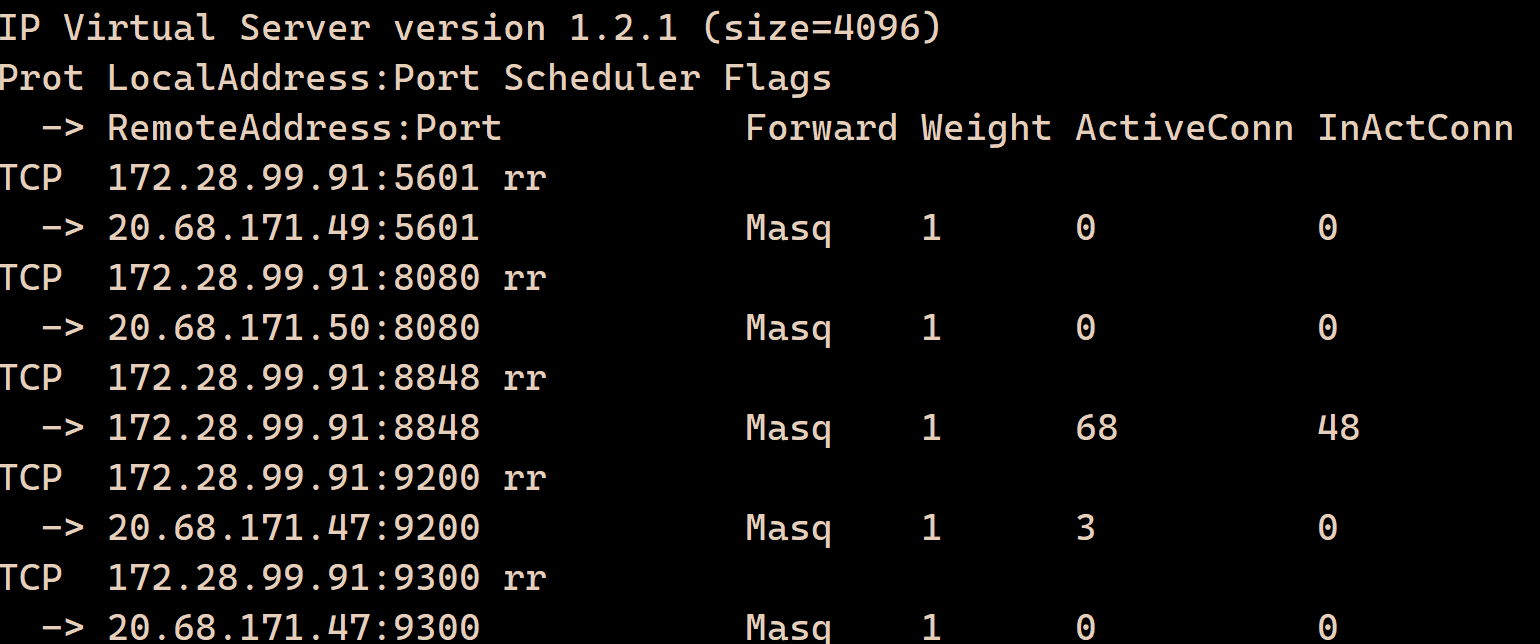 IP Virtual Server version 1.2.1 (size=4096)
Prot LocalAddress:Port Scheduler Flags
  -> RemoteAddress:Port           Forward Weight ActiveConn InActConn
TCP  172.28.99.91:5601 rr
  -> 20.68.171.49:5601            Masq    1      0          0
TCP  172.28.99.91:8080 rr
  -> 20.68.171.50:8080            Masq    1      0          0
TCP  172.28.99.91:8848 rr
  -> 172.28.99.91:8848            Masq    1      68         48
TCP  172.28.99.91:9200 rr
  -> 20.68.171.47:9200            Masq    1      3          0
TCP  172.28.99.91:9300 rr
  -> 20.68.171.47:9300            Masq    1      0          0